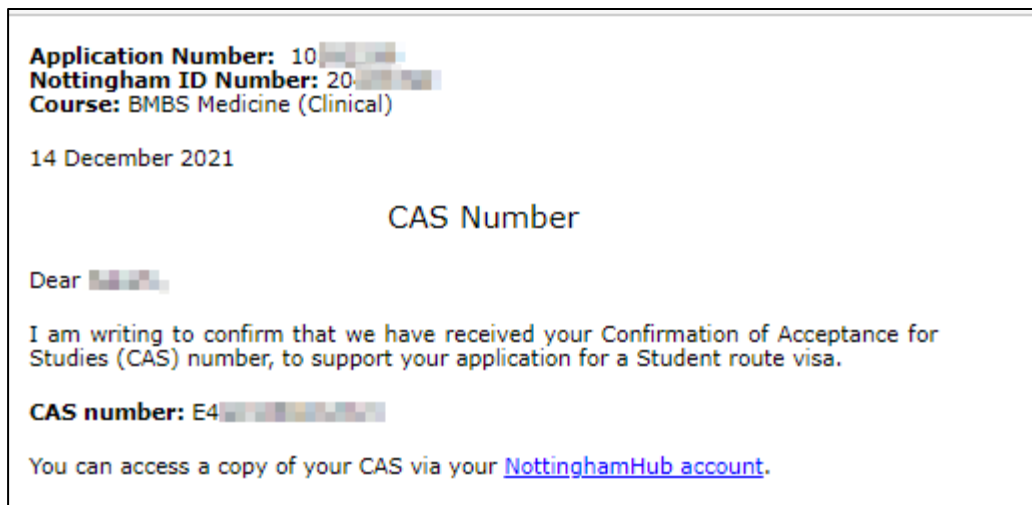 Application Number: 10
Nottingham ID Number: 20
Course: BMBS Medicine (Clinical)
14 December 2021
CAS Number
Dear
I am writing to confirm that we have received your Confirmation of Acceptance for
Studies (CAS) number, to support your application for a Student route visa.
CAS number: E4
You can access a copy of your CAS via your NottinghamHub account.